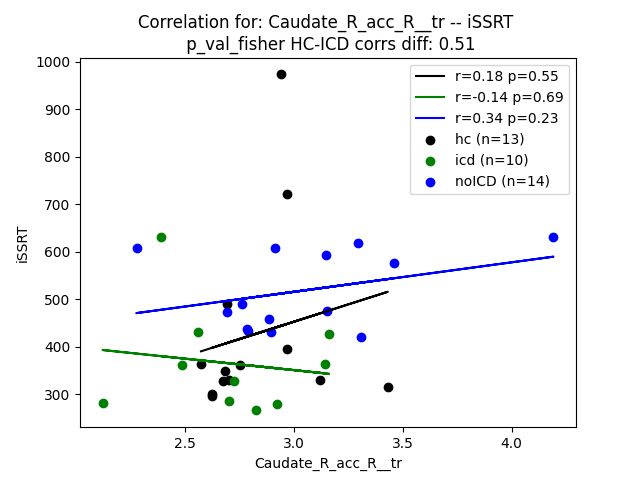 Correlation for: Caudate_R_acc_R__tr -- iSSRT
p_val_fisher HC-ICD corrs diff: 0.51
1000
900
800
700
600
500
400
300
iSSRT
r=0.18 p=0.55
r=-0.14 p=0.69
r=0.34 p=0.23
hc (n=13)
icd (n=10)
noICD (n=14)
2.5
3.0
3.5
4.0
Caudate_R_acc_R__tr